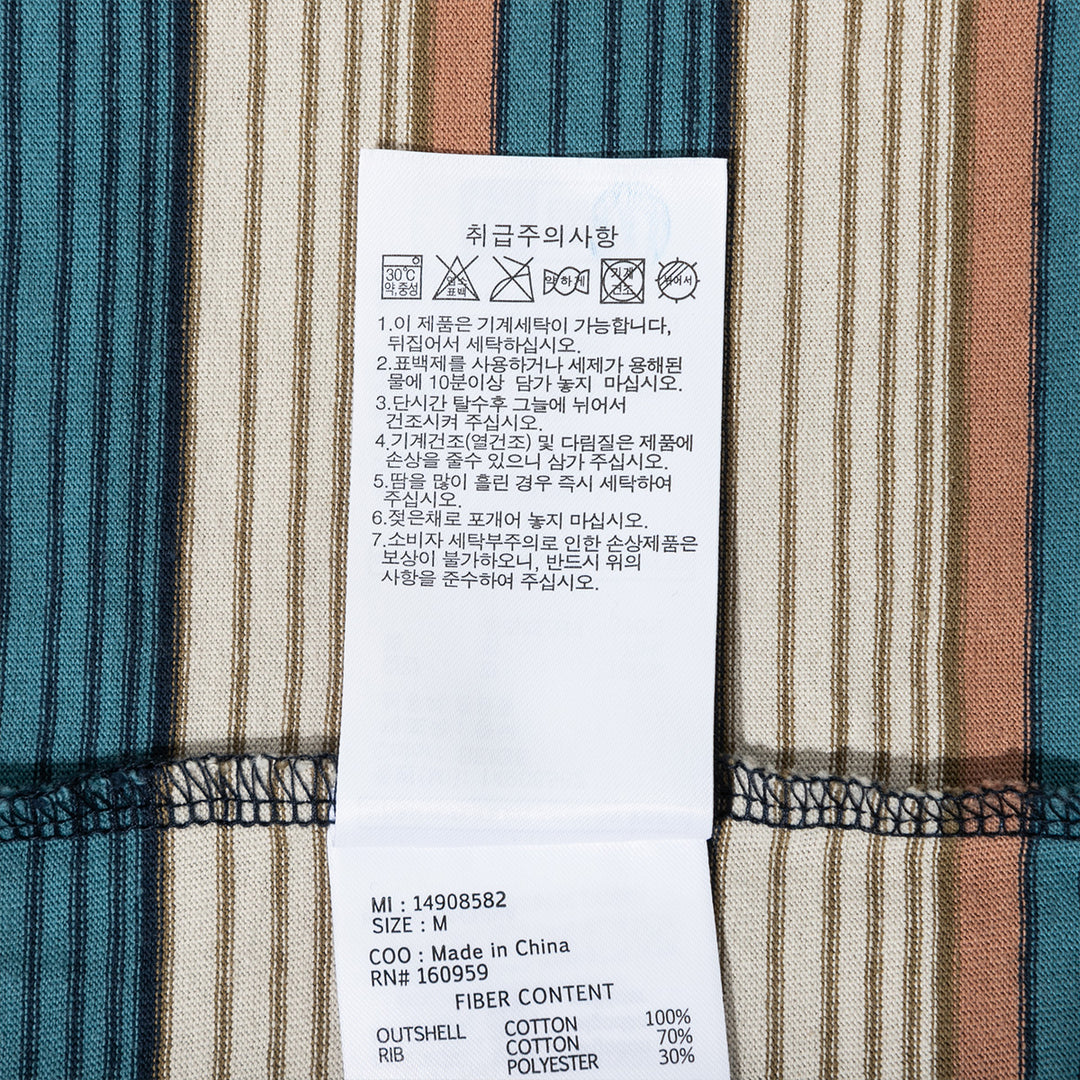 취급주의사항
30℃
약,중성
염소
표백
약하게
기계
건조
뉘어서
1.이 제품은 기계세탁이 가능합니다,
뒤집어서 세탁하십시오.
2.표백제를 사용하거나 세제가 용해된
물에 10분이상 담가 놓지 마십시오.
3.단시간 탈수후 그늘에 뉘어서
건조시켜 주십시오.
4.기계건조(열건조) 및 다림질은 제품에
손상을 줄수 있으니 삼가 주십시오.
5.땀을 많이 흘린 경우 즉시 세탁하여
주십시오.
6.젖은채로 포개어 놓지 마십시오.
7.소비자 세탁부주의로 인한 손상제품은
보상이 불가하오니, 반드시 위의
사항을 준수하여 주십시오.
MI : 14908582
SIZE : M
COO : Made in China
RN# 160959
FIBER CONTENT
OUTSHELL COTTON 100%
RIB COTTON 70%
POLYESTER 30%